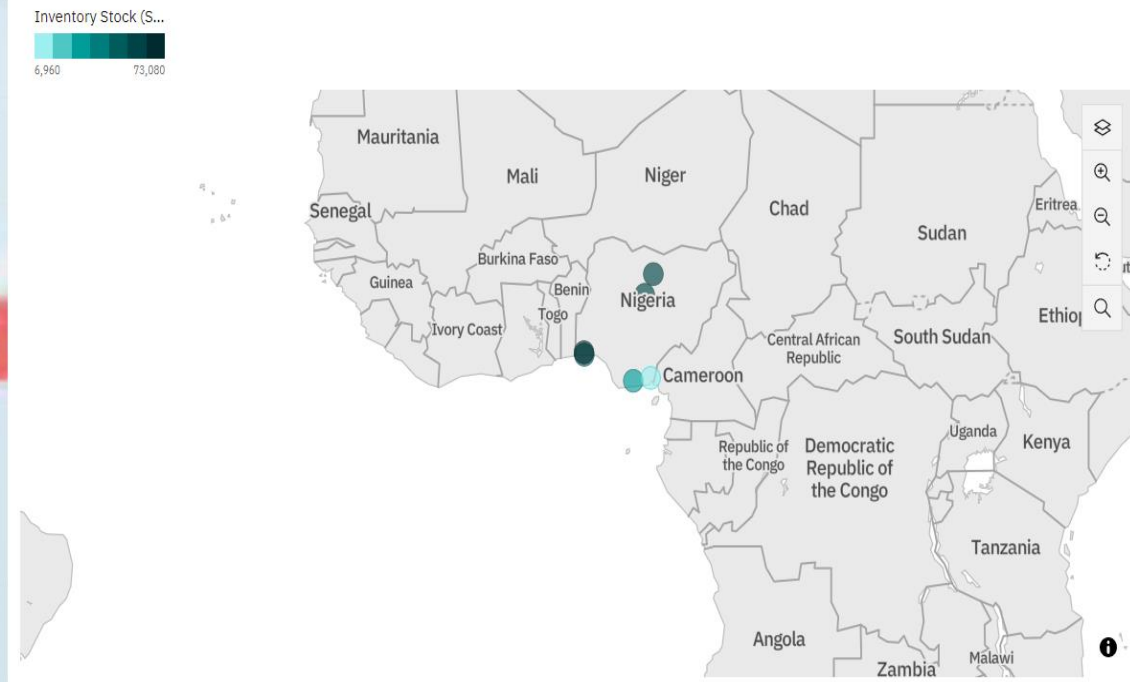 Inventory Stock (S...
6,960 73,080
Mauritania
Mali
Niger
Chad
Sudan
Eritrea
Senegal
Burkina Faso
Guinea
Benin
Nigeria
Togo
Ivory Coast
Ethiop
South Sudan
Central African
Republic
Cameroon
Uganda
Kenya
Republic of
the Congo
Democratic
Republic of
the Congo
Tanzania
Angola
Malawi
Zambia